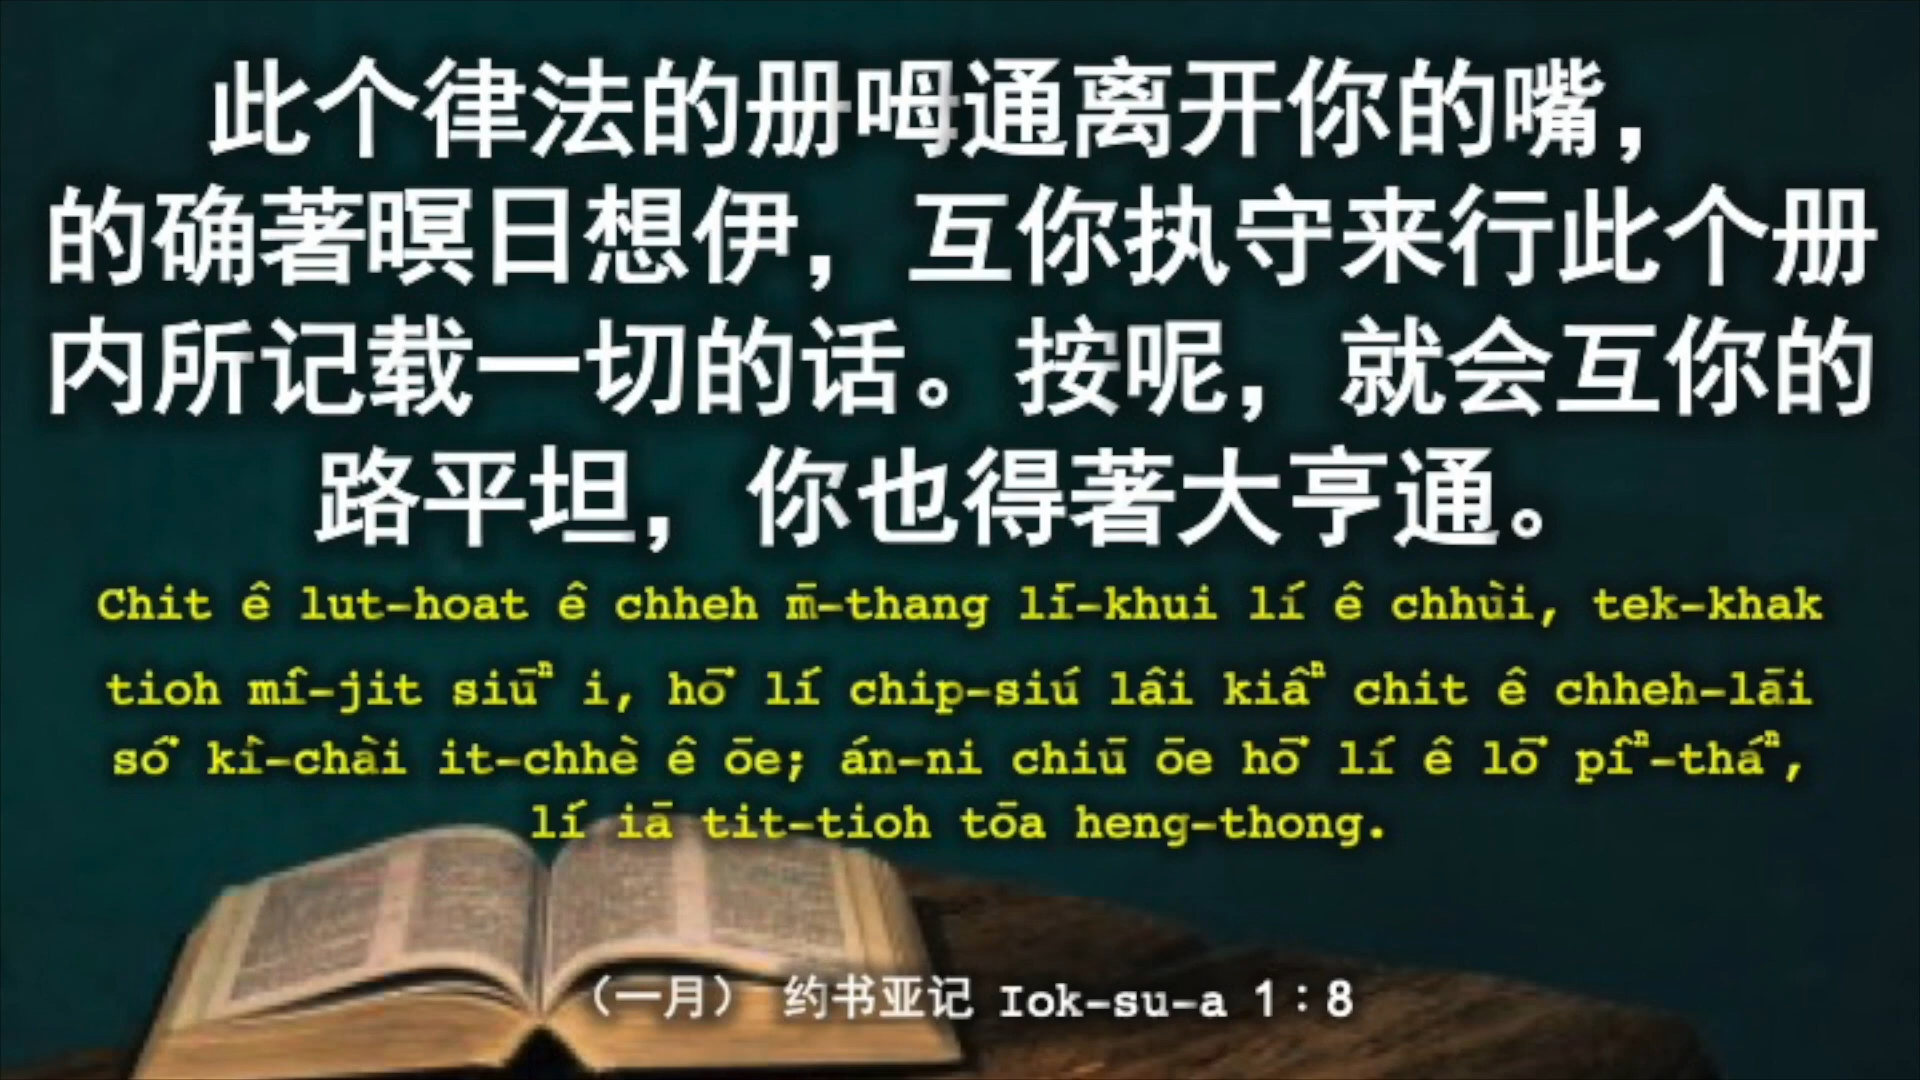 此个律法的册呣通离开你的嘴，
的确著暝日想伊，互你执守来行此个册
内所记载一切的话。按呢，就会互你的
路平坦，你也得著大亨通。
Chit ê lut-hoat ê chheh m̄-thang lī-khui lí ê chhùi, tek-khak
tioh mî-jit siūⁿ i, hō͘ lí chip-siú lâi kiâⁿ chit ê chheh-lāi
só͘ kì-chài it-chhè ê ōe; án-ni chiū ōe hō͘ lí ê lō͘ pîⁿ-tháⁿ,
lí iā tit-tioh tōa heng-thong.
（一月） 约书亚记 Iok-su-a 1：8